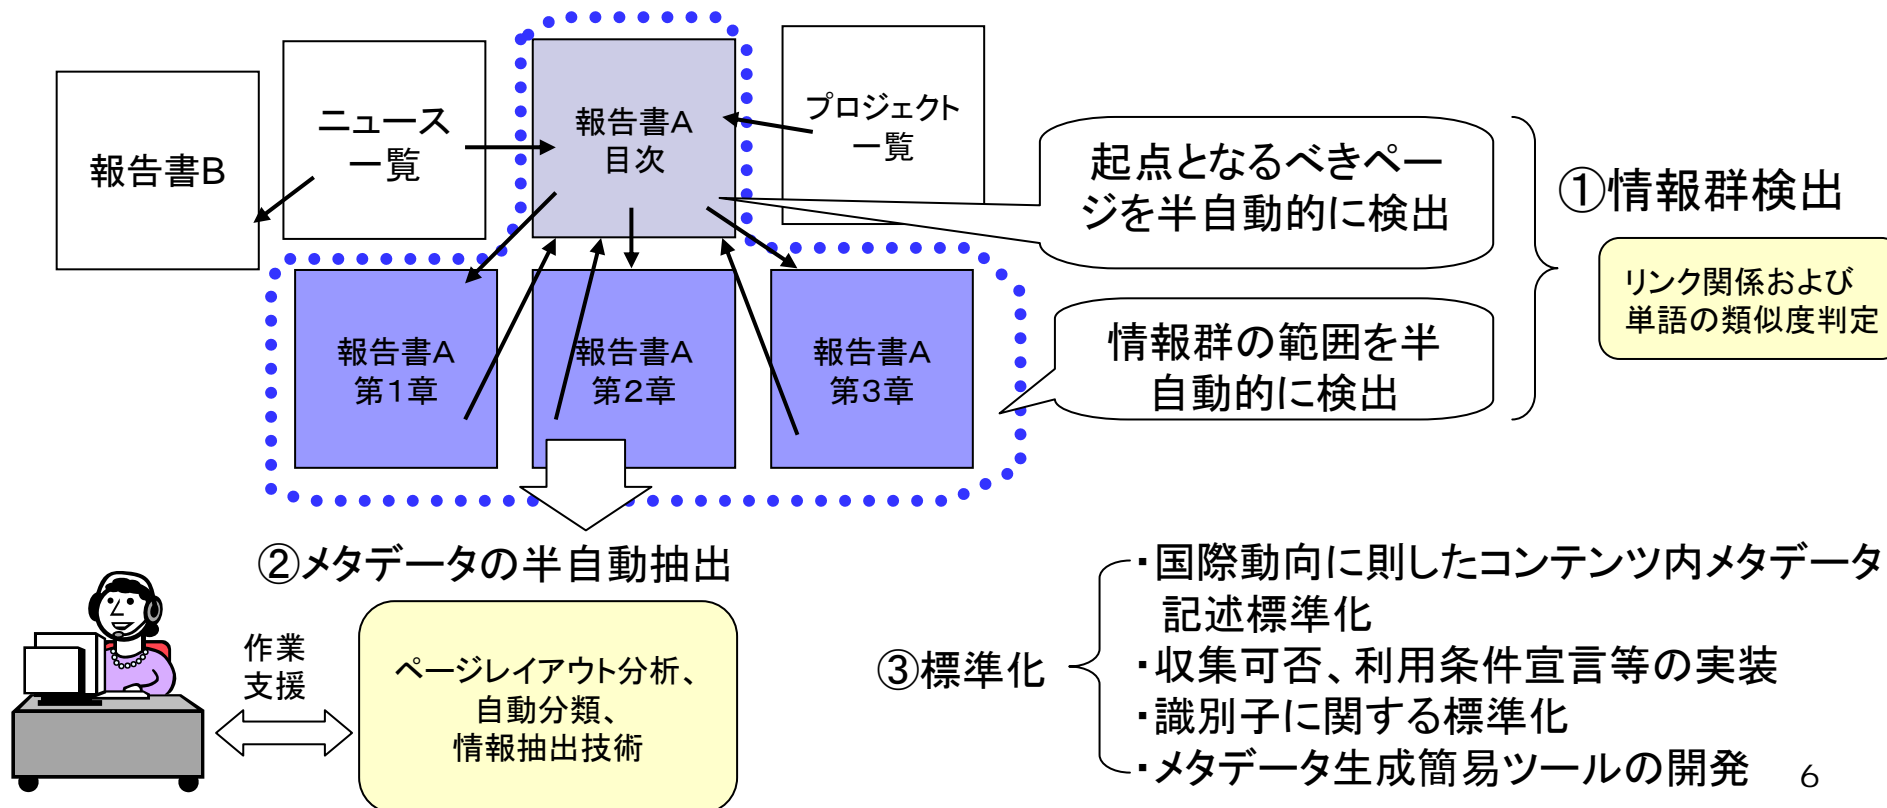 報告書B
ニュース
一覧
報告書A
目次
プロジェクト
一覧
起点となるべきペー
ジを半自動的に検出
①情報群検出
リンク関係および
単語の類似度判定
報告書A
第1章
報告書A
第2章
報告書A
第3章
情報群の範囲を半
自動的に検出
②メタデータの半自動抽出
作業
支援
ページレイアウト分析、
自動分類、
情報抽出技術
③標準化
・国際動向に則したコンテンツ内メタデータ
記述標準化
・収集可否、利用条件宣言等の実装
・識別子に関する標準化
・メタデータ生成簡易ツールの開発
6